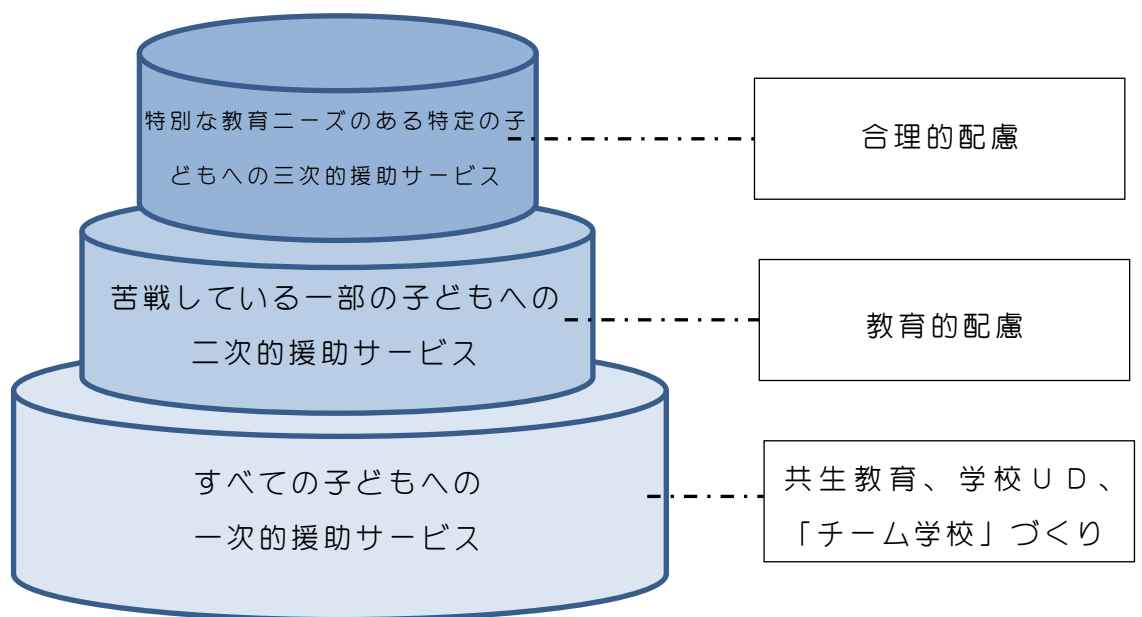 特別な教育ニーズのある特定の子
どもへの三次的援助サービス
合理的配慮
苦戦している一部の子どもへの
二次的援助サービス
教育的配慮
すべての子どもへの
一次的援助サービス
共生教育、学校ＵＤ、
「チーム学校」づくり